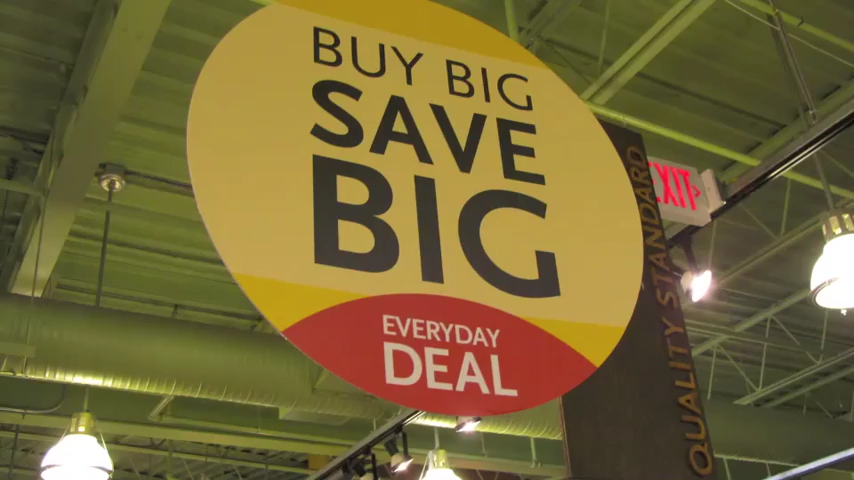 BUY BIG
SAVE
BIG
EVERYDAY
DEAL
EXIT
QUALITY STANDARD